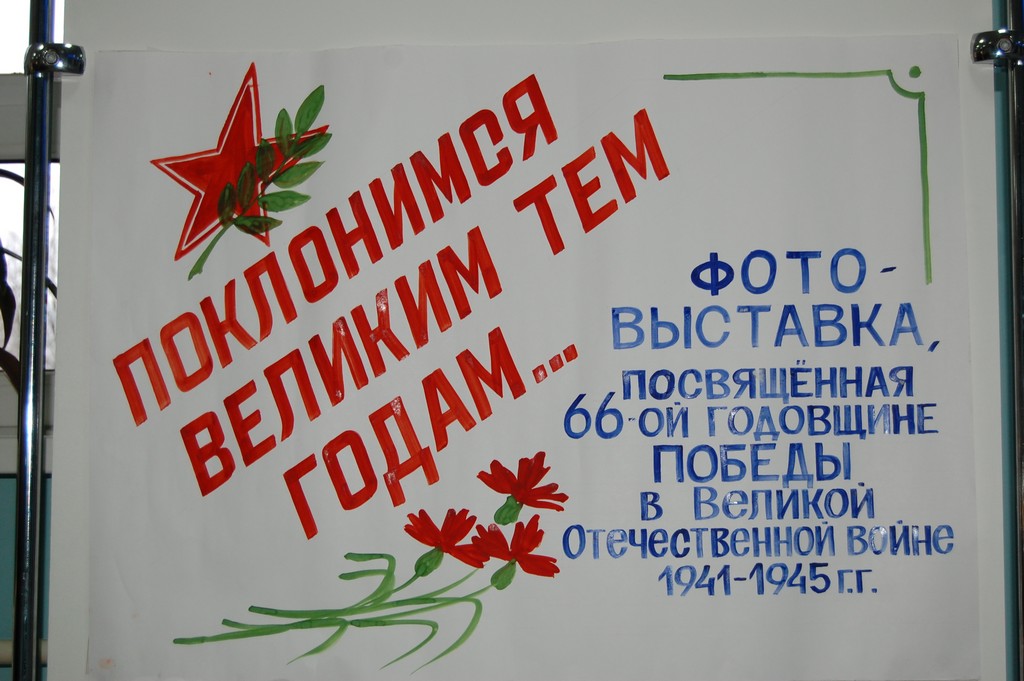 ПОКЛОНИМСЯ
ВЕЛИКИМ ТЕМ
ГОДАМ...
ФОТО-
ВЫСТАВКА,
ПОСВЯЩЁННАЯ
66-ОЙ ГОДОВЩИНЕ
ПОБЕДЫ
В ВЕЛИКОЙ
ОТЕЧЕСТВЕННОЙ ВОЙНЕ
1941-1945 Г.Г.